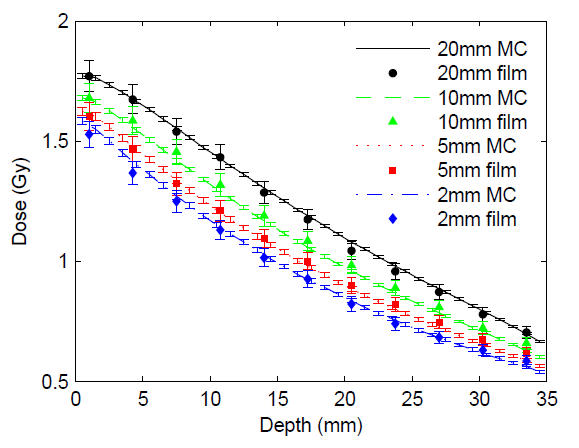 2
1.5
1
0.5
Dose (Gy)
0
5
10
15
20
25
30
35
Depth (mm)
20mm MC
20mm film
10mm MC
10mm film
5mm MC
5mm film
2mm MC
2mm film